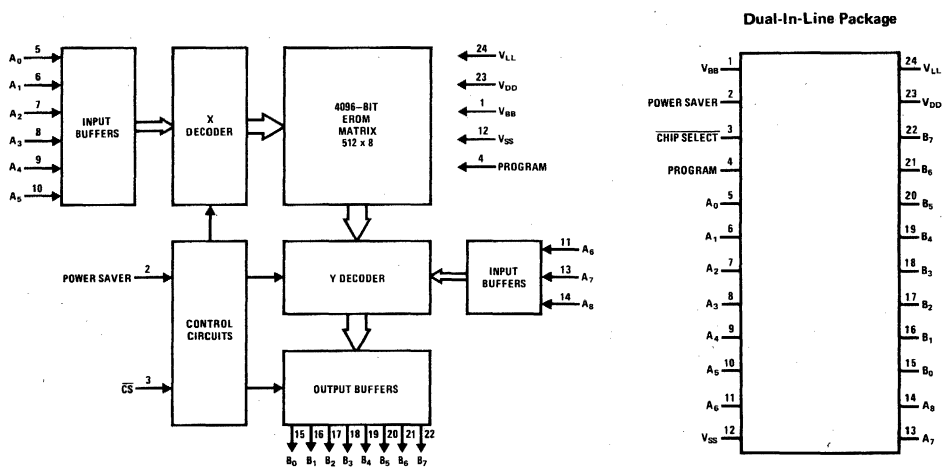 Dual-In-Line Package
A0 5
A1 6
A2 7
A3 8
A4 9
A5 10
INPUT
BUFFERS
X
DECODER
4096-BIT
EROM
MATRIX
512 x 8
24 VLL
23 VDD
1 VBB
12 VSS
4 PROGRAM
POWER SAVER 2
CS 3
CONTROL
CIRCUITS
Y DECODER
INPUT
BUFFERS
11 A6
13 A7
14 A8
OUTPUT BUFFERS
15 16 17 18 19 20 21 22
B0 B1 B2 B3 B4 B5 B6 B7
VBB 1
POWER SAVER 2
CHIP SELECT 3
PROGRAM 4
A0 5
A1 6
A2 7
A3 8
A4 9
A5 10
A6 11
VSS 12
24 VLL
23 VDD
22 B7
21 B6
20 B5
19 B4
18 B3
17 B2
16 B1
15 B0
14 A8
13 A7